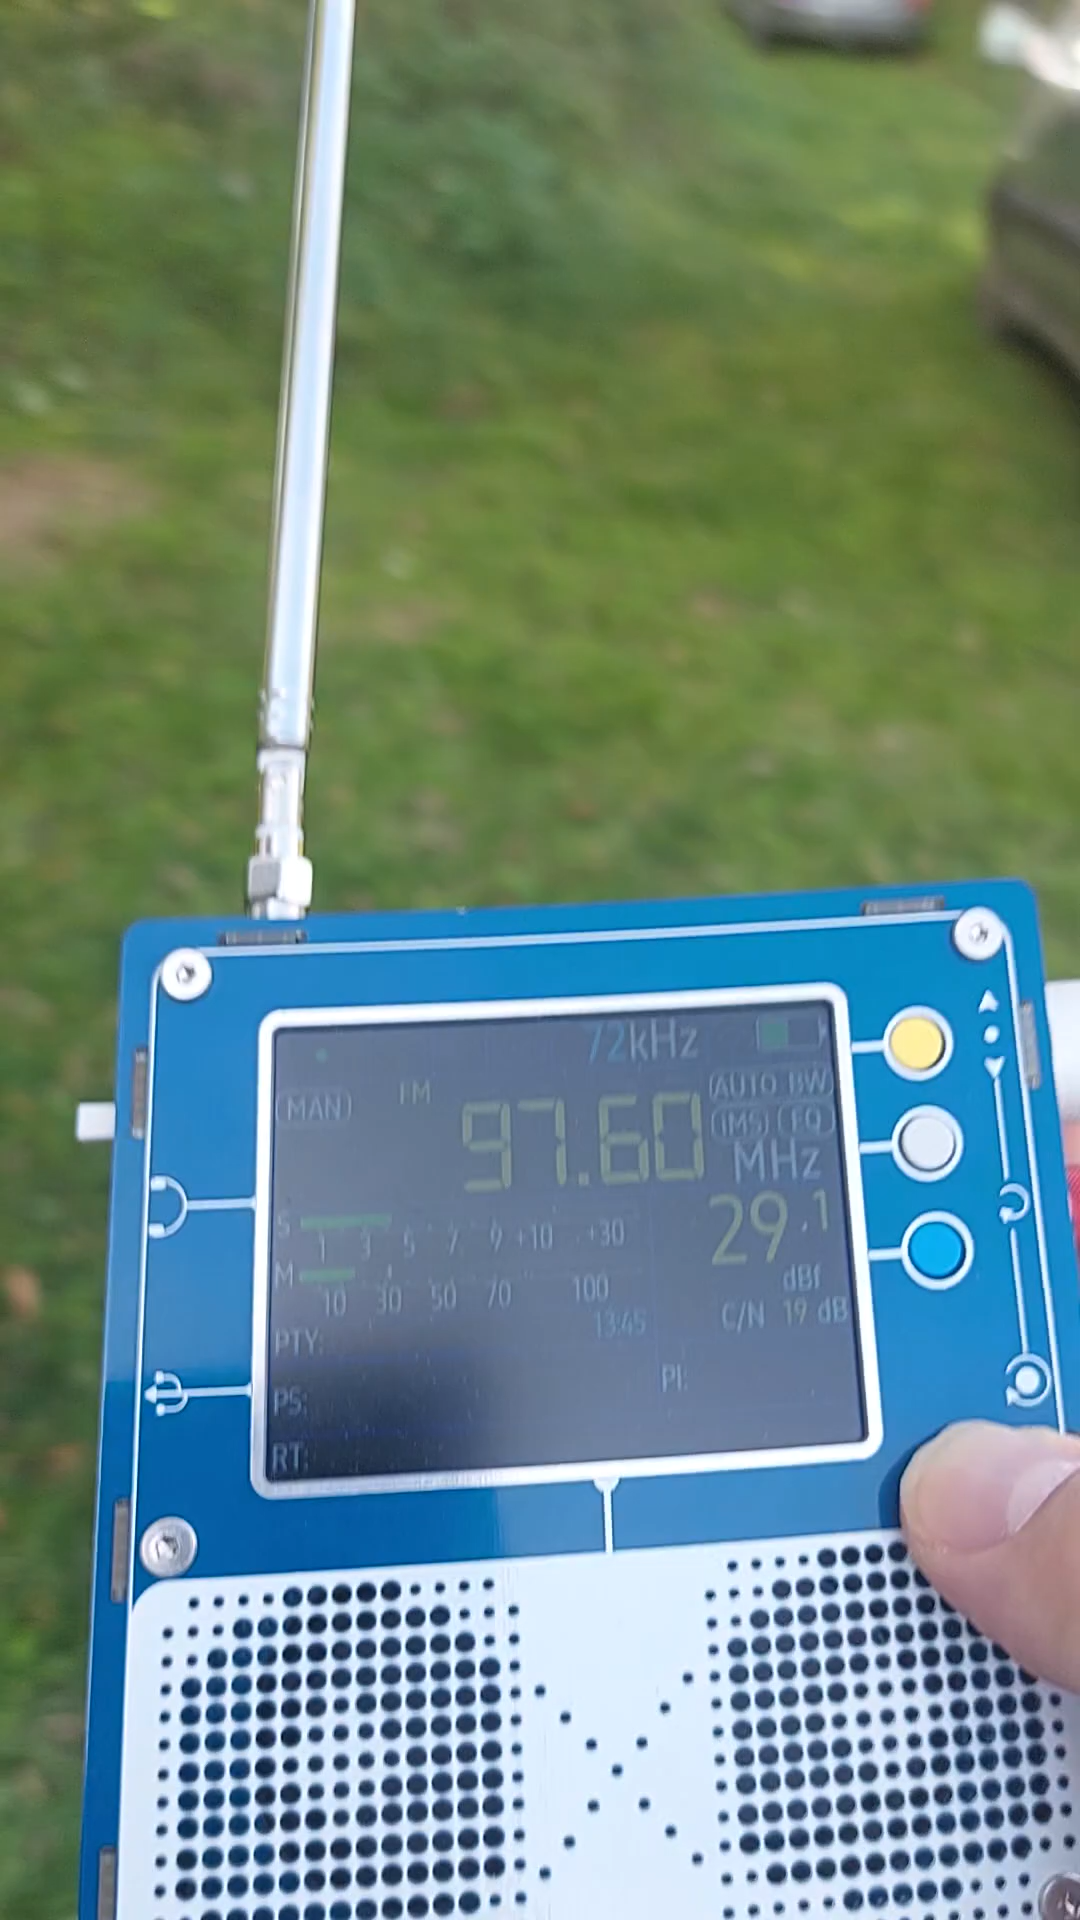 72kHz
AUTO BW
MAN FM 97.60 iMS EQ
MHz
S 1 3 5 7 9 +10 +30
29.1
M 10 30 50 70 100
dBf
13:45 C/N 19 dB
PTY:
PI:
PS:
RT: